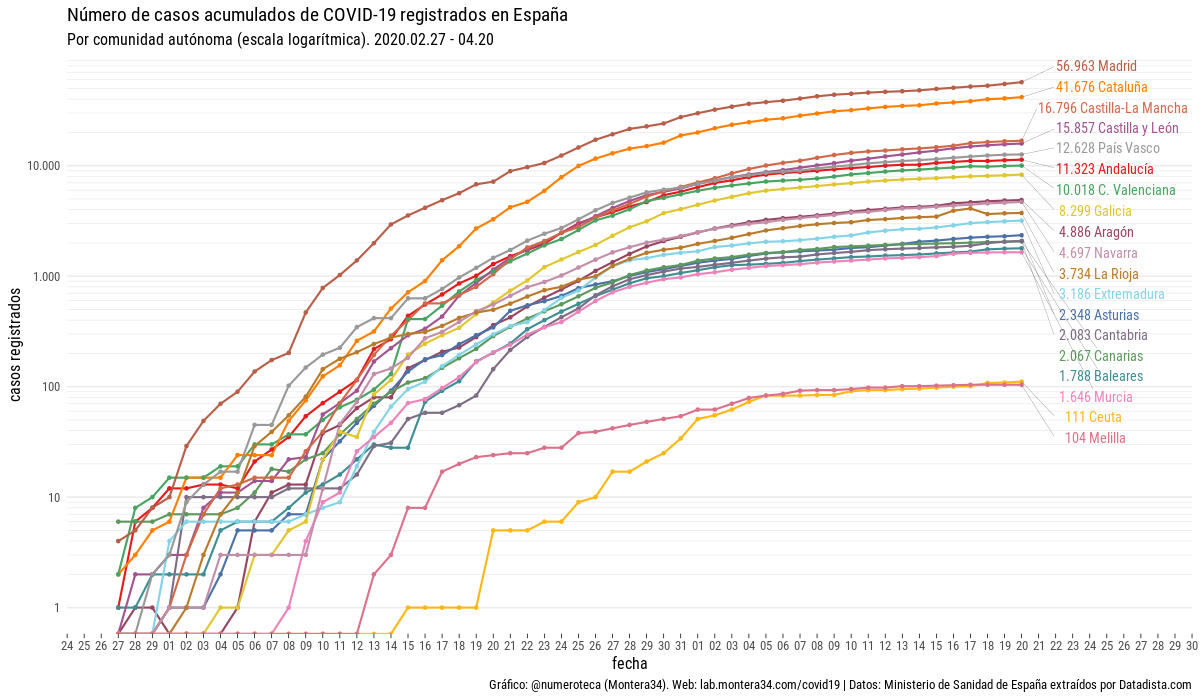 Número de casos acumulados de COVID-19 registrados en España
Por comunidad autónoma (escala logarítmica). 2020.02.27 - 04.20
casos registrados
10.000
1.000
100
10
1
56.963 Madrid
41.676 Cataluña
16.796 Castilla-La Mancha
15.857 Castilla y León
12.628 País Vasco
11.323 Andalucía
10.018 C. Valenciana
8.299 Galicia
4.886 Aragón
4.697 Navarra
3.734 La Rioja
3.186 Extremadura
2.348 Asturias
2.083 Cantabria
2.067 Canarias
1.788 Baleares
1.646 Murcia
111 Ceuta
104 Melilla
24 25 26 27 28 29 01 02 03 04 05 06 07 08 09 10 11 12 13 14 15 16 17 18 19 20 21 22 23 24 25 26 27 28 29 30 31 01 02 03 04 05 06 07 08 09 10 11 12 13 14 15 16 17 18 19 20 21 22 23 24 25 26 27 28 29 30
fecha
Gráfico: @numeroteca (Montera34). Web: lab.montera34.com/covid19 | Datos: Ministerio de Sanidad de España extraídos por Datadista.com